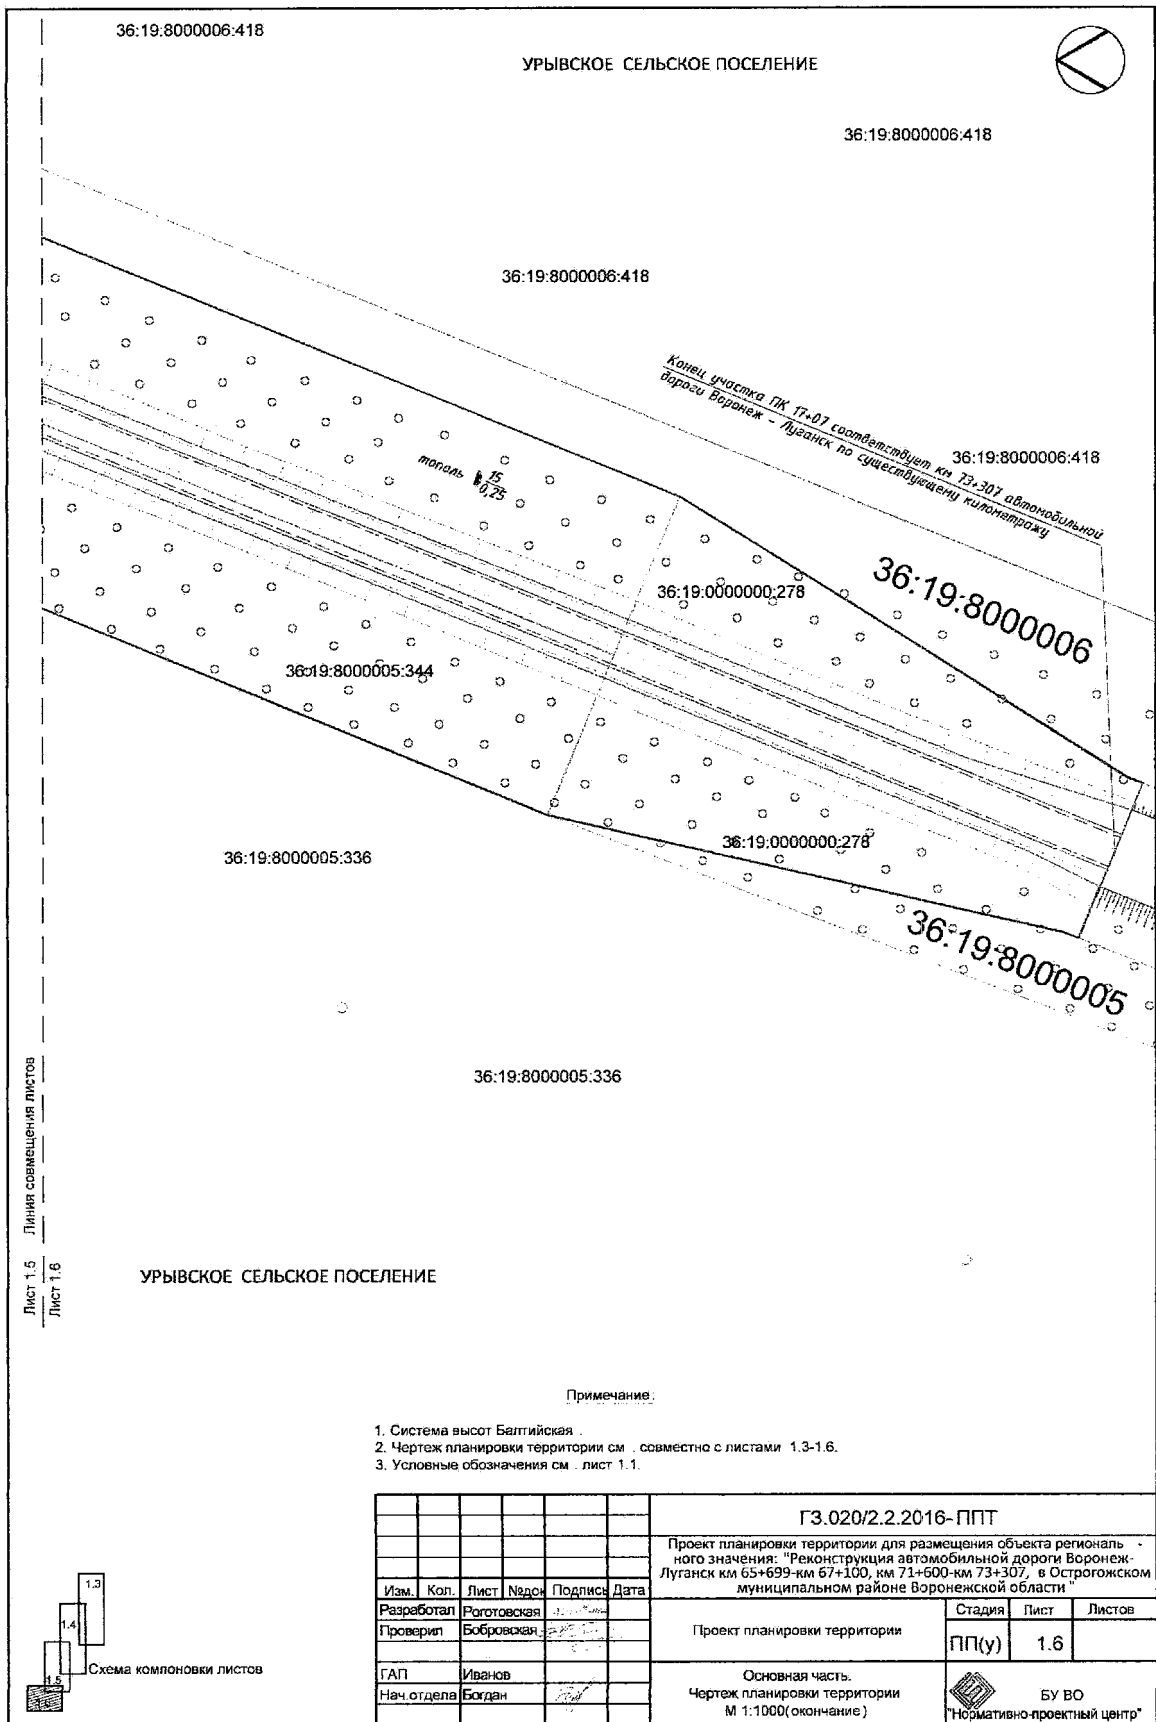 36:19:8000006:418
УРЫВСКОЕ СЕЛЬСКОЕ ПОСЕЛЕНИЕ
36:19:8000006:418
36:19:8000006:418
Конец участка ПК 17+07 соответствует км 73+307 автомобильной
дороги Воронеж - Луганск по существующему километражу
36:19:8000006:418
тополь 15
0,25
36:19:8000006
36:19:0000000:278
36:19:8000005:344
36:19:0000000:278
36:19:8000005:336
36:19:8000005
36:19:8000005:336
Линия совмещения листов
Лист 1.5
Лист 1.6
УРЫВСКОЕ СЕЛЬСКОЕ ПОСЕЛЕНИЕ
Примечание:
1. Система высот Балтийская .
2. Чертеж планировки территории см . совместно с листами 1.3-1.6.
3. Условные обозначения см . лист 1.1.
ГЗ.020/2.2.2016-ППТ
Проект планировки территории для размещения объекта региональ -
ного значения: "Реконструкция автомобильной дороги Воронеж-
Луганск км 65+699-км 67+100, км 71+600-км 73+307, в Острогожском
муниципальном районе Воронежской области "
Изм. Кол. Лист №док Подпись Дата
Разработал Роготовская
Проверил Бобровская
ГАП Иванов
Нач.отдела Богдан
Проект планировки территории
Стадия Лист Листов
ПП(у) 1.6
Основная часть.
Чертеж планировки территории
М 1:1000(окончание)
БУ ВО
"Нормативно-проектный центр"
1.3
1.4
1.5
Схема компоновки листов